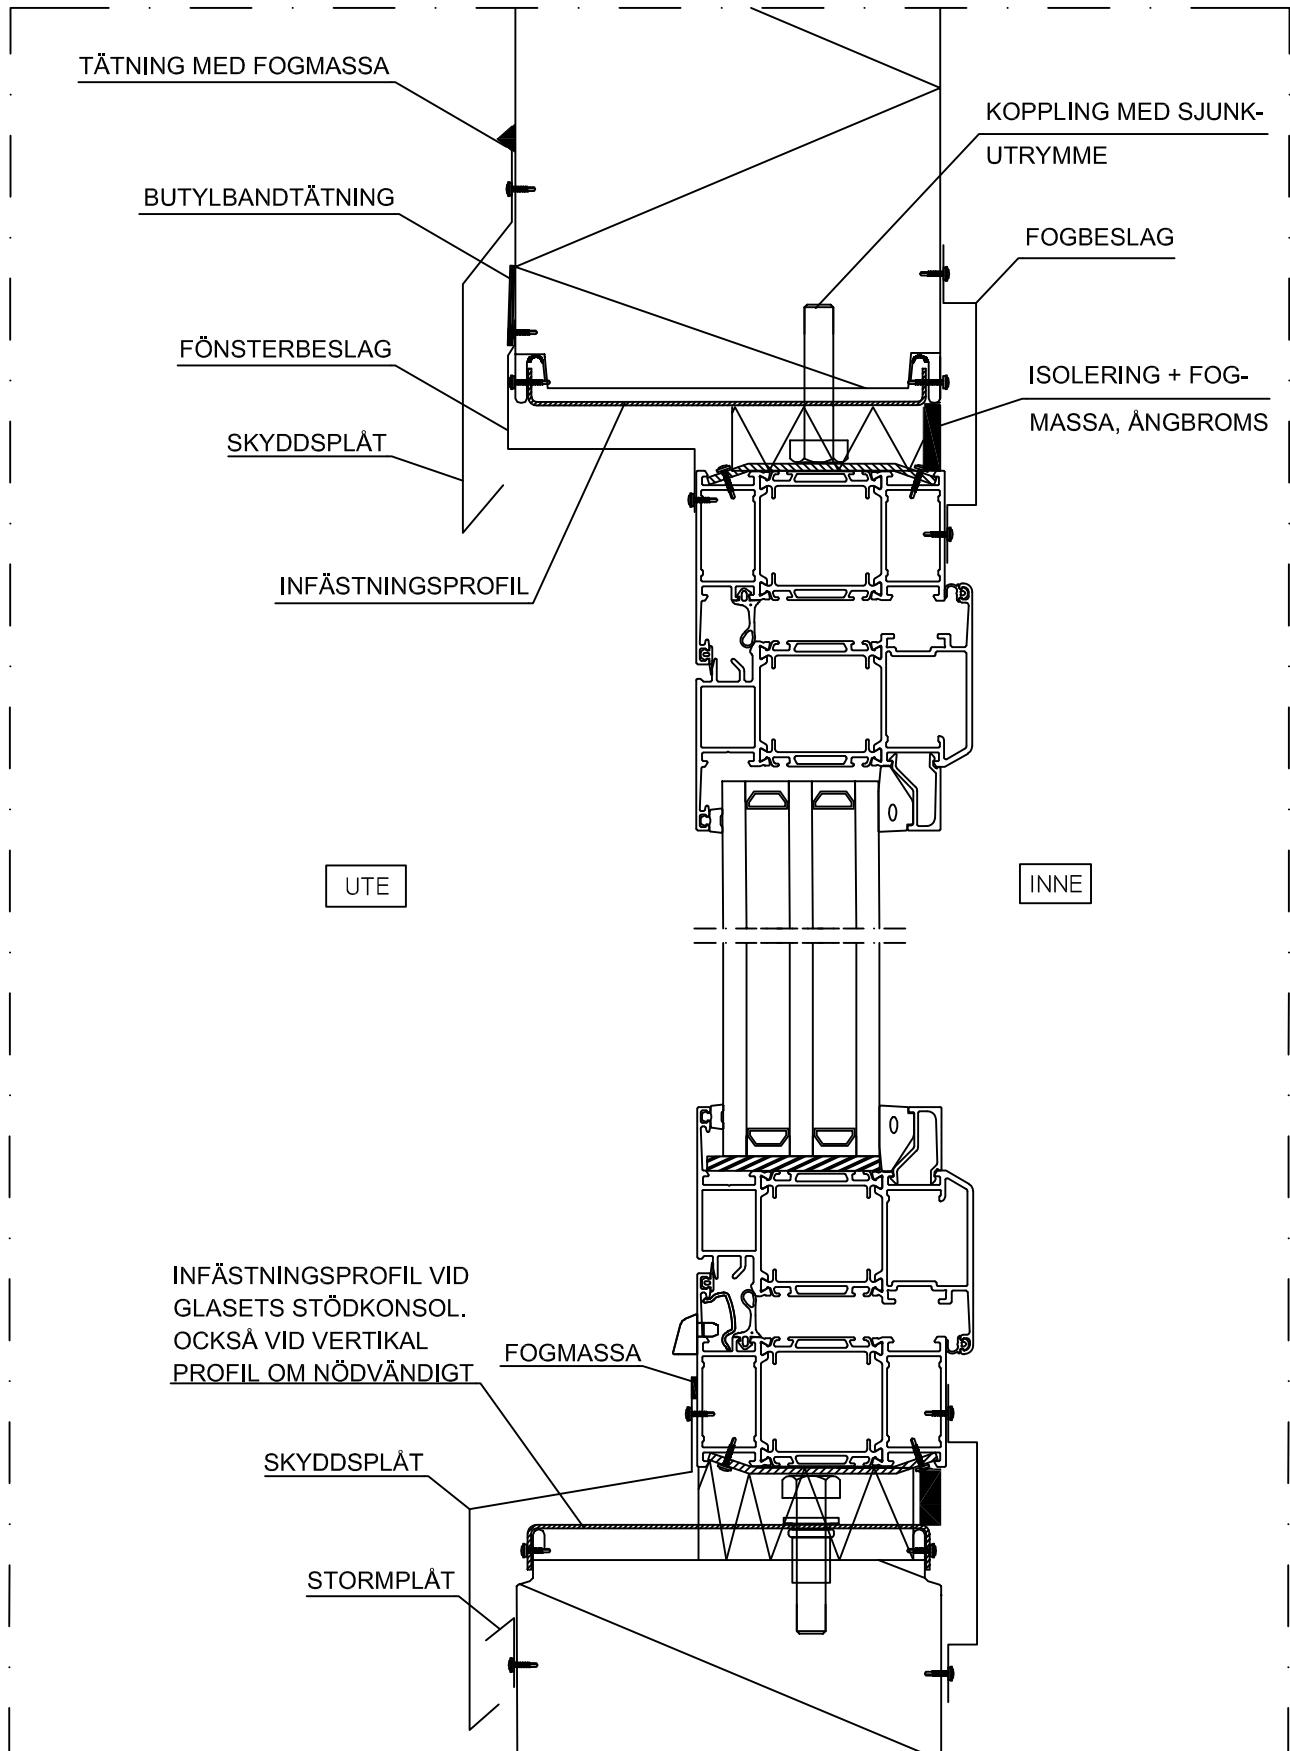 TÄTNING MED FOGMASSA
KOPPLING MED SJUNK-
UTRYMME
BUTYLBANDTÄTNING
FOGBESLAG
FÖNSTERBESLAG
ISOLERING + FOG-
MASSA, ÅNGBROMS
SKYDDSPLÅT
INFÄSTNINGSPROFIL
UTE
INNE
INFÄSTNINGSPROFIL VID
GLASETS STÖDKONSOL.
OCKSÅ VID VERTIKAL
PROFIL OM NÖDVÄNDIGT
FOGMASSA
SKYDDSPLÅT
STORMPLÅT